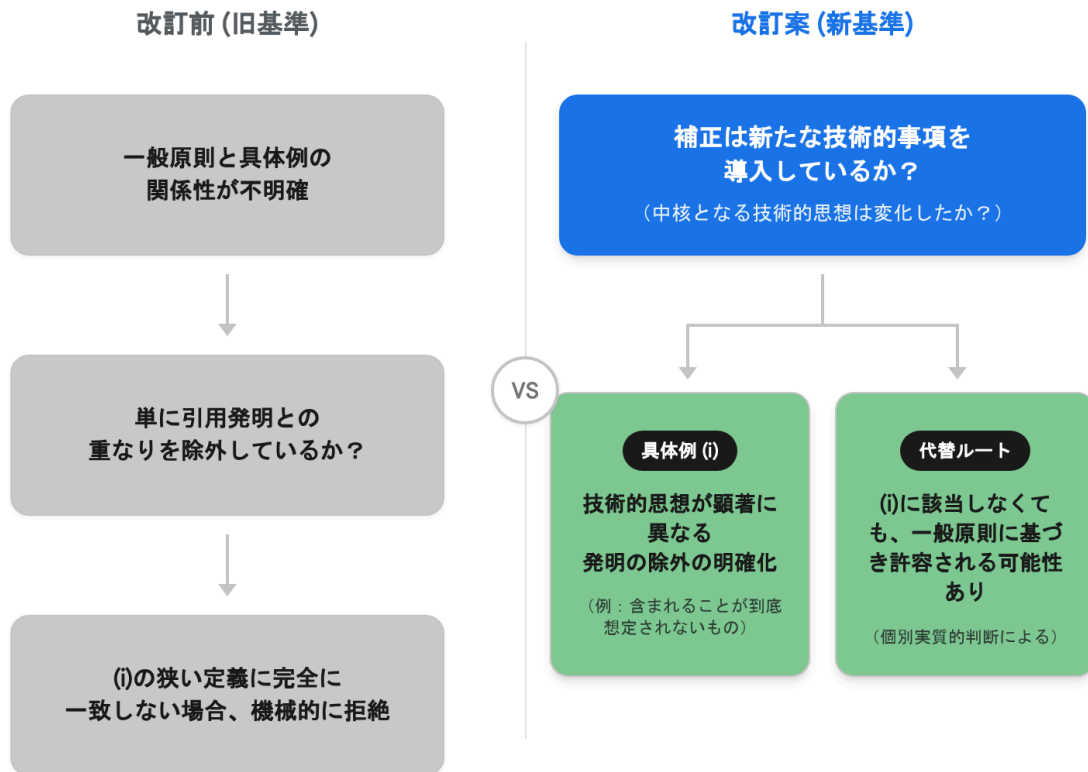 改訂前 (旧基準)
一般原則と具体例の
関係性が不明確
単に引用発明との
重なりを除外しているか？
(i)の狭い定義に完全に
一致しない場合、機械的に拒絶
VS
改訂案 (新基準)
補正は新たな技術的事項を
導入しているか？
（中核となる技術的思想は変化したか？）
具体例 (i)
技術的思想が顕著に
異なる
発明の除外の明確化
（例：含まれることが到底
想定されないもの）
代替ルート
(i)に該当しなくて
も、一般原則に基づ
き許容される可能性
あり
（個別実質的判断による）